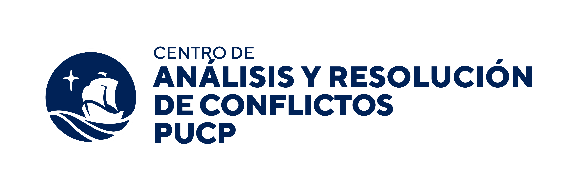 CENTRO DE
ANÁLISIS Y RESOLUCIÓN
DE CONFLICTOS
PUCP